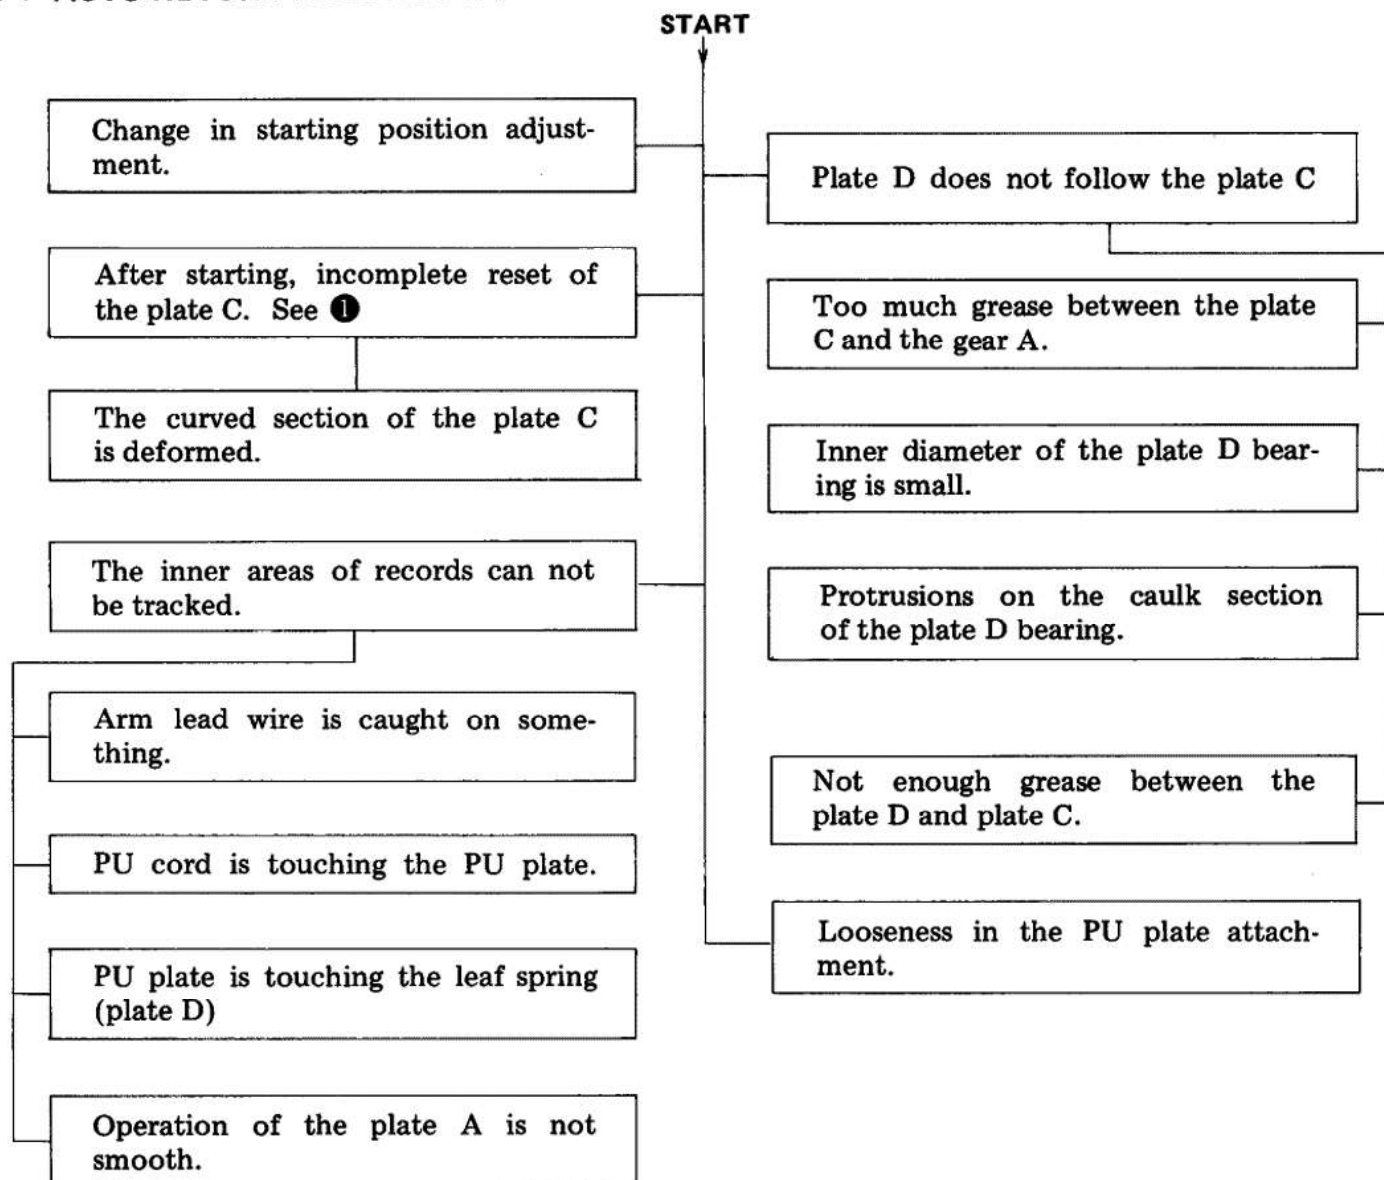 START
Change in starting position adjust-
ment.
After starting, incomplete reset of
the plate C. See ❶
The curved section of the plate C
is deformed.
The inner areas of records can not
be tracked.
Arm lead wire is caught on some-
thing.
PU cord is touching the PU plate.
PU plate is touching the leaf spring
(plate D)
Operation of the plate A is not
smooth.
Plate D does not follow the plate C
Too much grease between the plate
C and the gear A.
Inner diameter of the plate D bear-
ing is small.
Protrusions on the caulk section
of the plate D bearing.
Not enough grease between the
plate D and plate C.
Looseness in the PU plate attach-
ment.